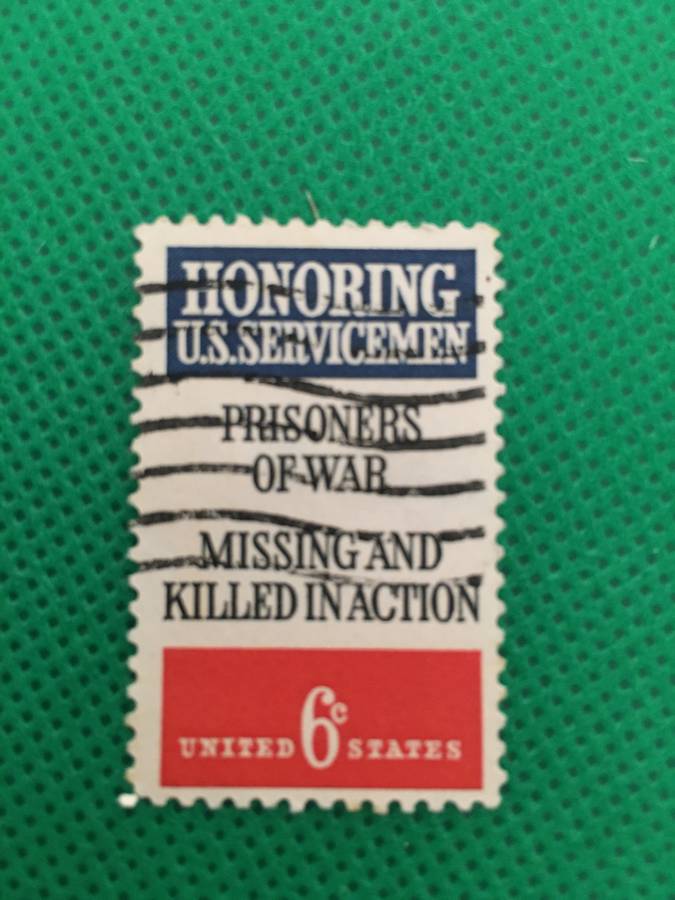 HONORING
U.S.SERVICEMEN
PRISONERS
OF WAR
MISSING AND
KILLED IN ACTION
UNITED 6c STATES